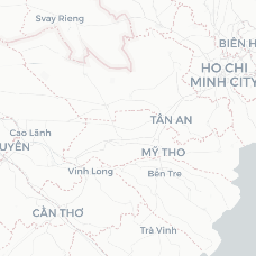 Svay Rieng
BIÊN H
HO CHI
MINH CITY
TÂN AN
Cao Lãnh
UYÊN
MỸ THO
Vĩnh Long
Bến Tre
CẦN THƠ
Trà Vinh